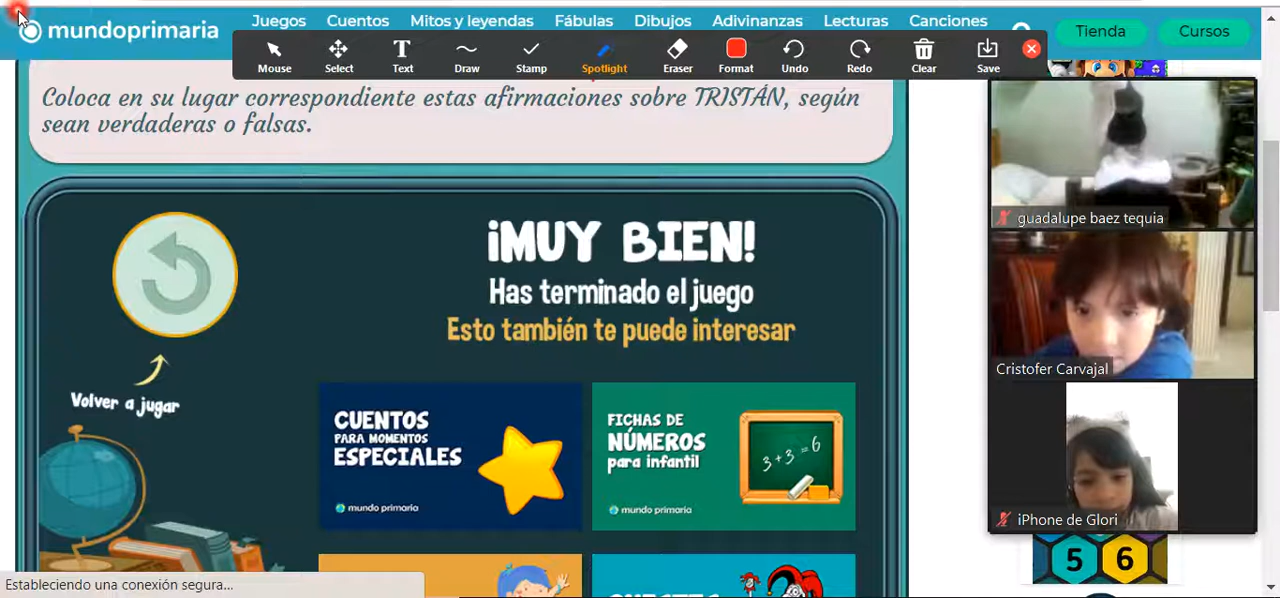 mundoprimaria
Juegos Cuentos Mitos y leyendas Fábulas Dibujos Adivinanzas Lecturas Canciones
Tienda Cursos
Mouse Select Text Draw Stamp Spotlight Eraser Format Undo Redo Clear Save
Coloca en su lugar correspondiente estas afirmaciones sobre TRISTÁN, según
sean verdaderas o falsas.
¡MUY BIEN!
Has terminado el juego
Esto también te puede interesar
Volver a jugar
CUENTOS
PARA MOMENTOS
ESPECIALES
mundo primaria
FICHAS DE
NÚMEROS
para infantil
3+3=6
mundo primaria
guadalupe baez tequia
Cristofer Carvajal
iPhone de Glori
5 6
Estableciendo una conexión segura...